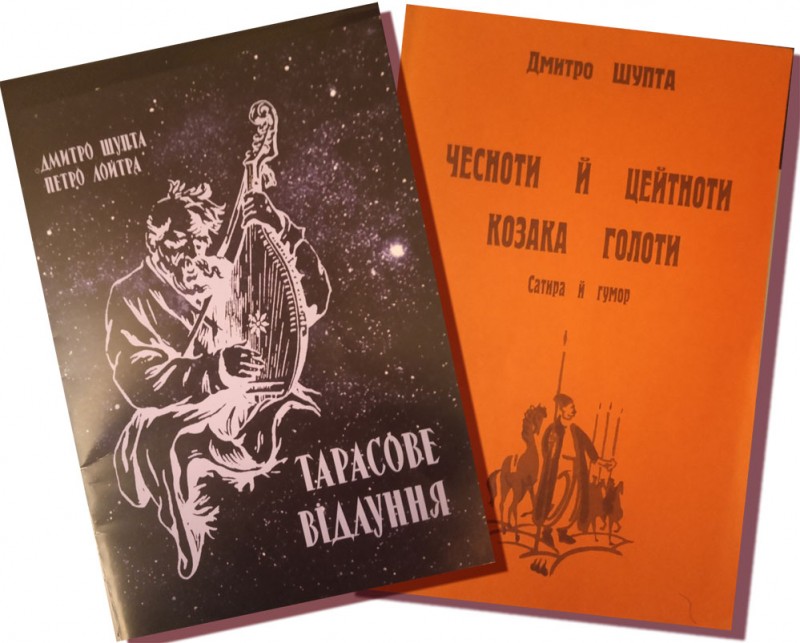 ДМИТРО ШУПТА
ПЕТРО ЛОЙТРА
ТАРАСОВЕ
ВІДЛУННЯ
Дмитро ШУПТА
ЧЕСНОТИ Й ЦЕЙТНОТИ
КОЗАКА ГОЛОТИ
Сатира й гумор